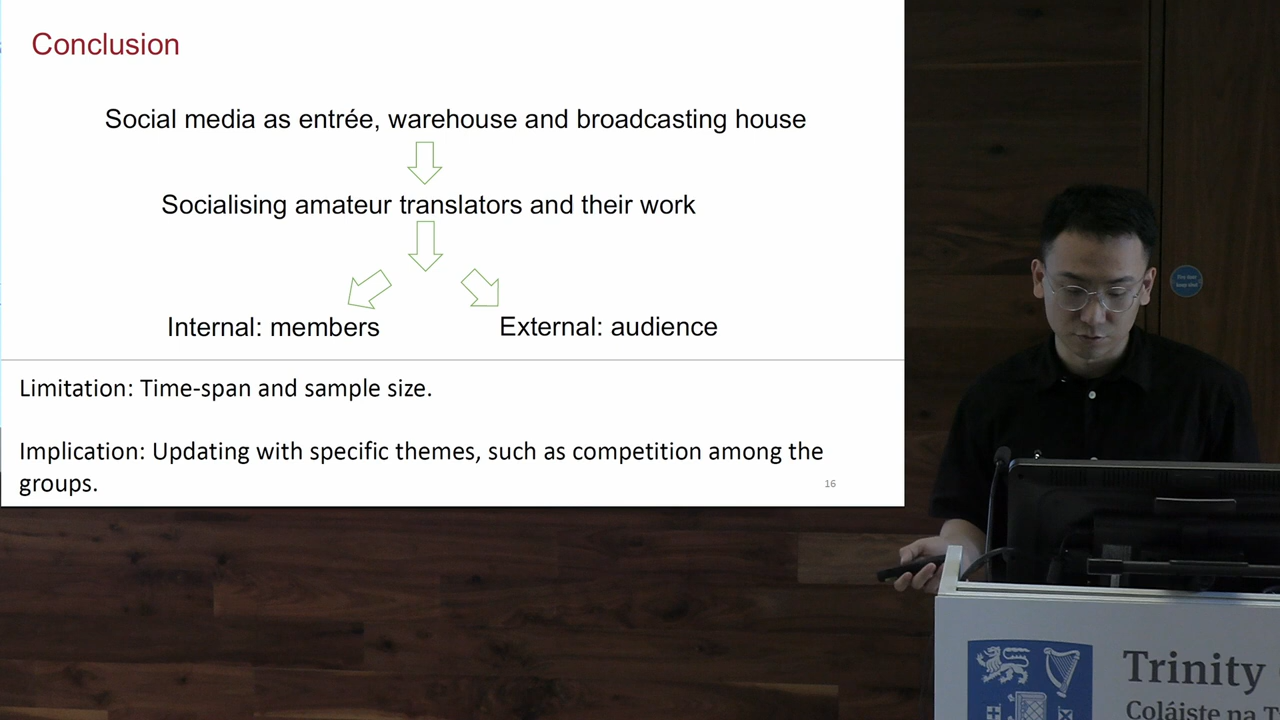 Conclusion
Social media as entrée, warehouse and broadcasting house
Socialising amateur translators and their work
Internal: members
External: audience
Limitation: Time-span and sample size.
Implication: Updating with specific themes, such as competition among the
groups.
16
Trinity
Coláiste na T